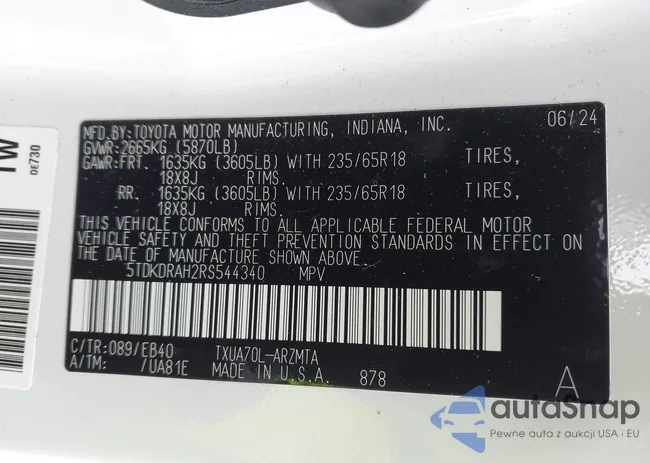 MFD.BY:TOYOTA MOTOR MANUFACTURING, INDIANA, INC. 06/24
GVWR:2665KG (5870LB)
GAWR:FRT. 1635KG (3605LB) WITH 235/65R18 TIRES,
18X8J RIMS.
RR. 1635KG (3605LB) WITH 235/65R18 TIRES,
18X8J RIMS.
THIS VEHICLE CONFORMS TO ALL APPLICABLE FEDERAL MOTOR
VEHICLE SAFETY AND THEFT PREVENTION STANDARDS IN EFFECT ON
THE DATE OF MANUFACTURE SHOWN ABOVE.
5TDKDRAH2RS544340 MPV
C/TR:089/EB40 TXUA70L-ARZMTA
A/TM: /UA81E MADE IN U.S.A. 878 A
TW
0E730
autoSnap
Pewne auta z aukcji USA i EU